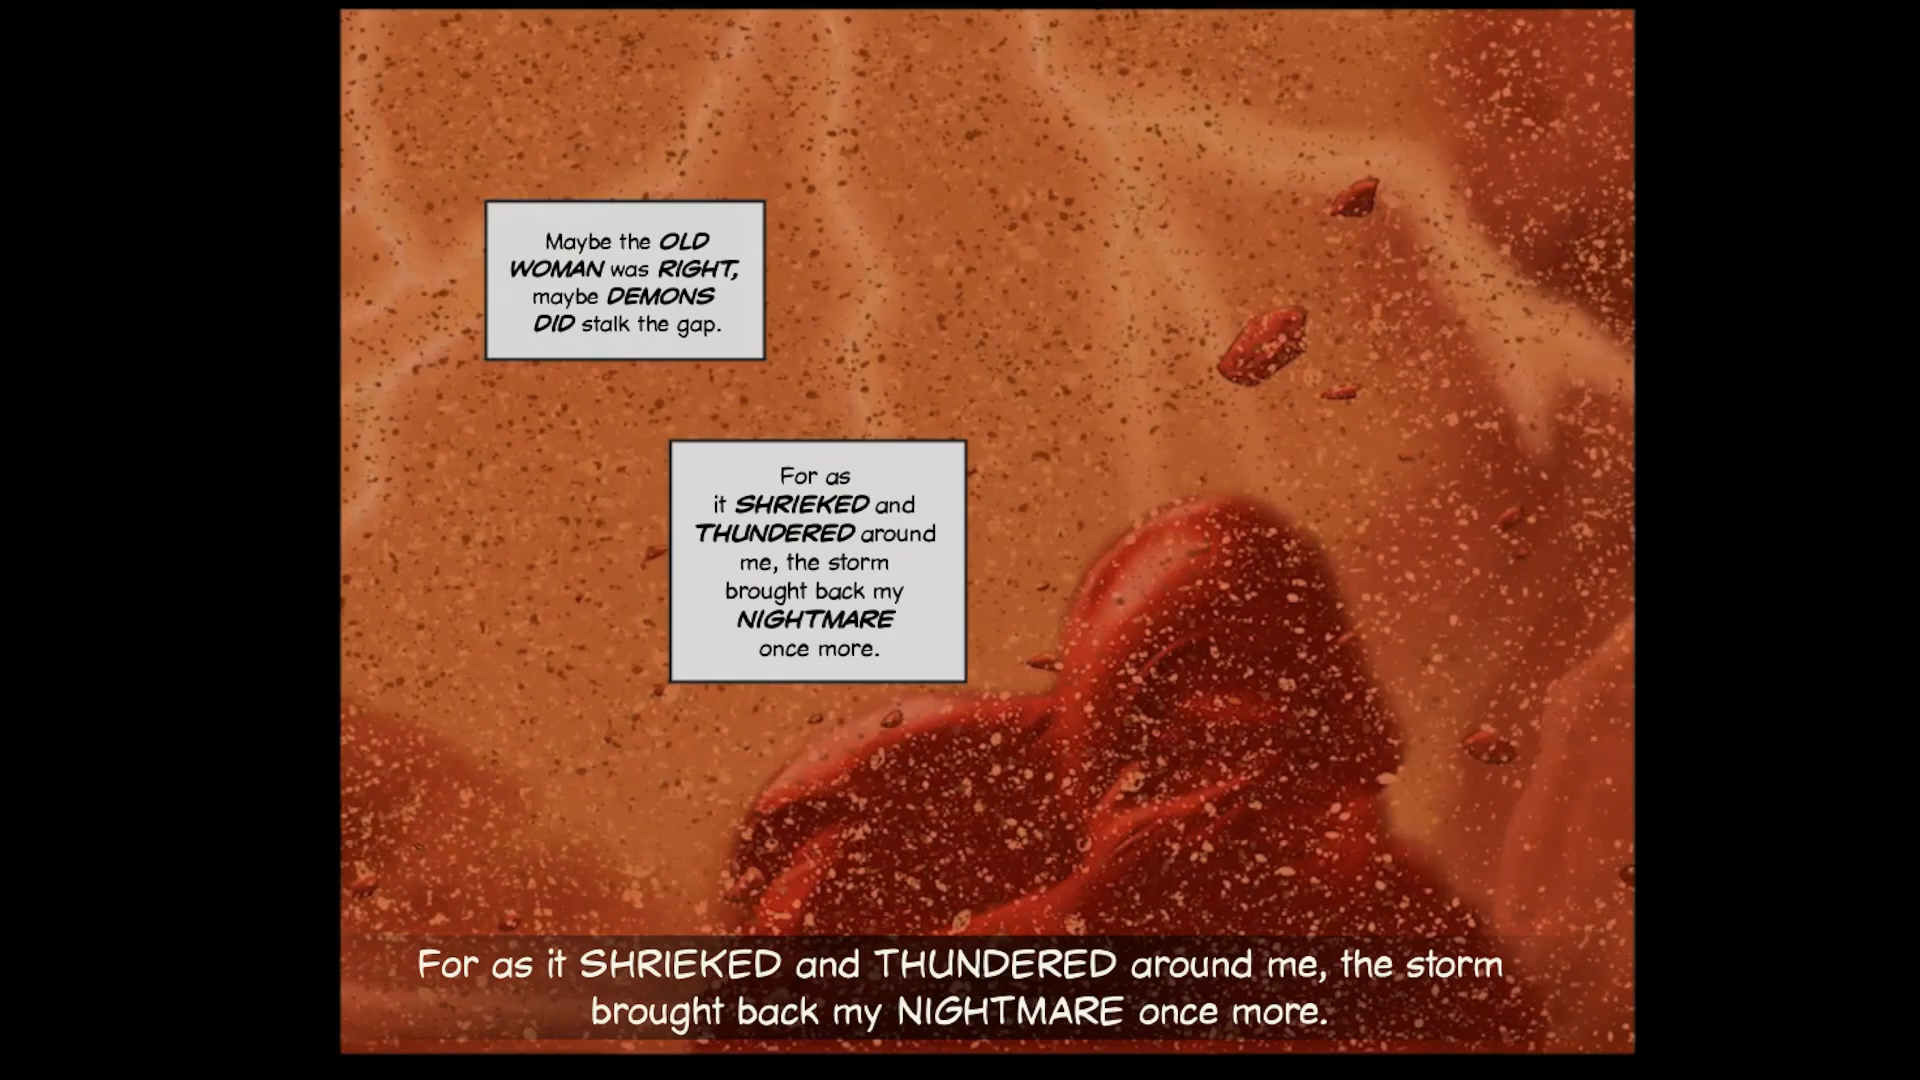 Maybe the OLD
WOMAN was RIGHT,
maybe DEMONS
DID stalk the gap.
For as
it SHRIEKED and
THUNDERED around
me, the storm
brought back my
NIGHTMARE
once more.
For as it SHRIEKED and THUNDERED around me, the storm
brought back my NIGHTMARE once more.